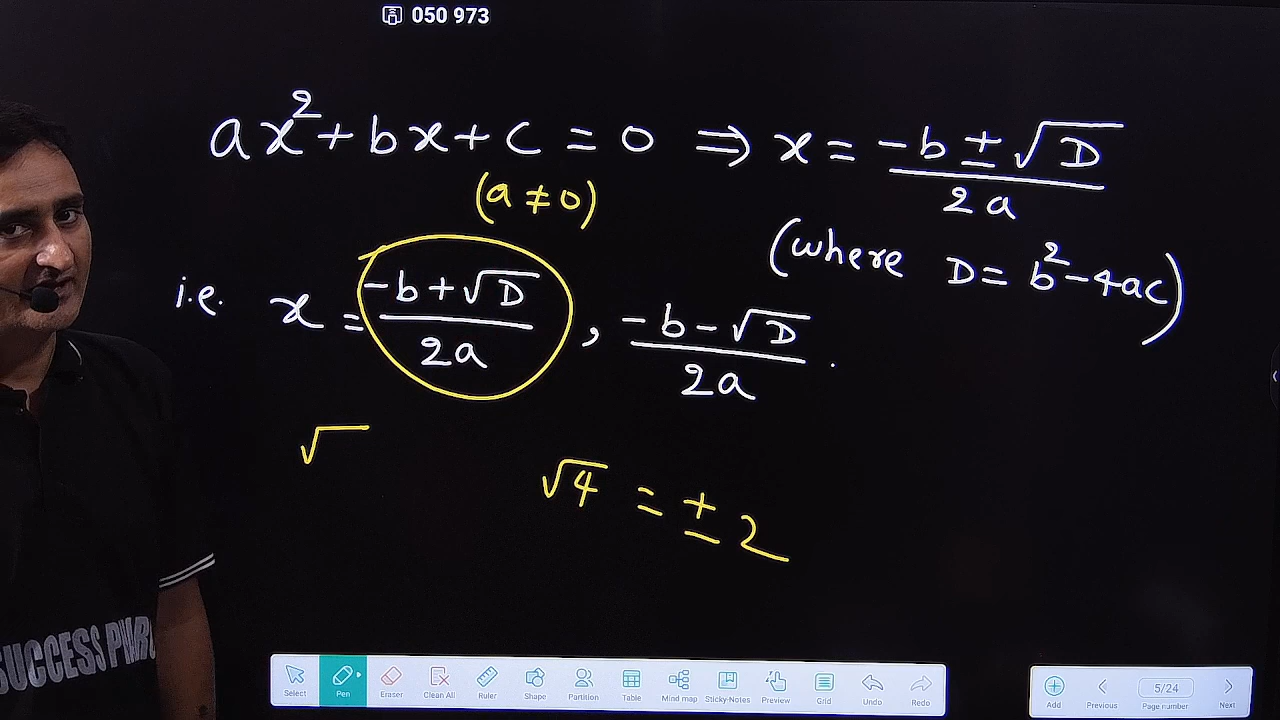 050 973
ax²+bx+c=0 ⇒ x= (-b±√D)/2a
(a≠0)
(where D=b²-4ac)
i.e. x= (-b+√D)/2a , (-b-√D)/2a .
√
√4 = ±2
SUCCESS
Select Pen Eraser Clean All Ruler Shape Partition Table Mind map Sticky Notes Preview Grid Undo Redo
Add Previous 5/24 Page number Next